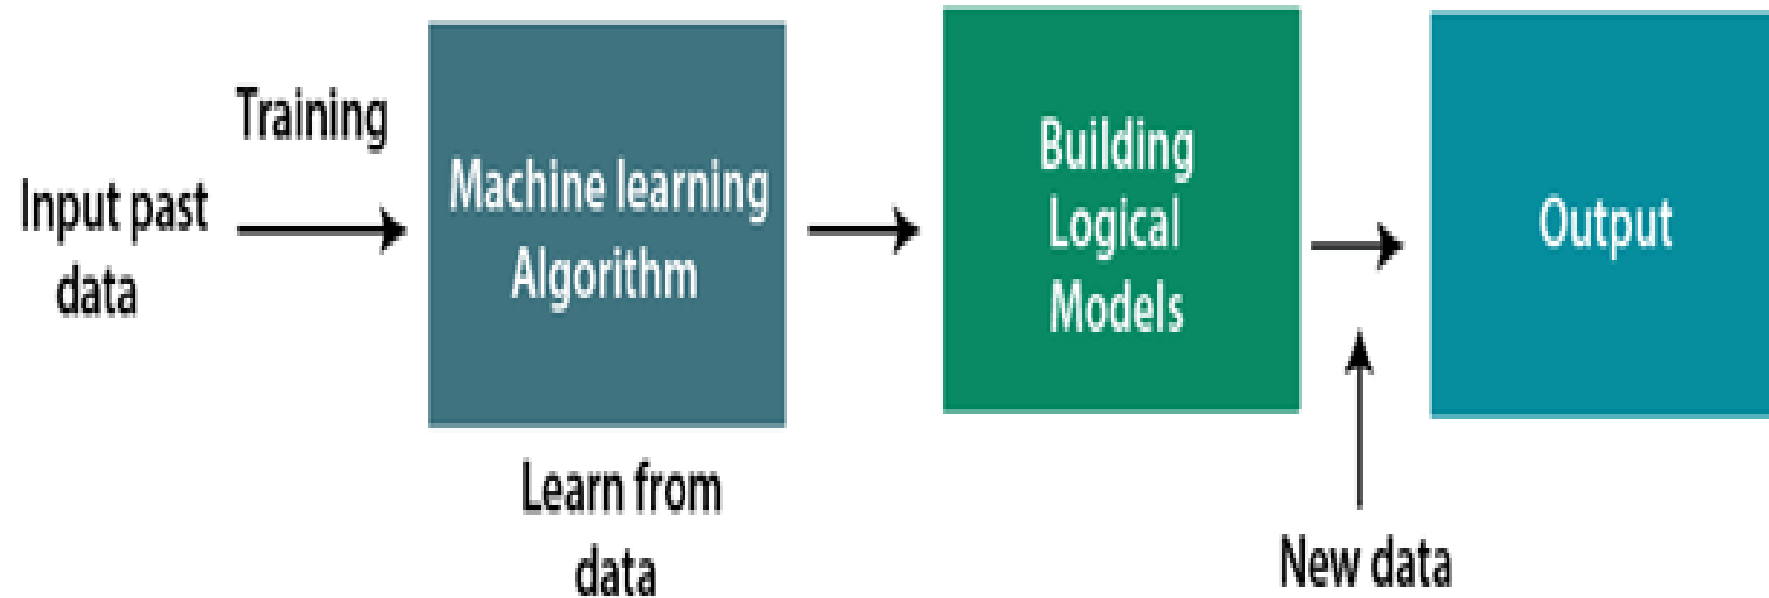 Training
Input past
data
Machine learning
Algorithm
Learn from
data
Building
Logical
Models
New data
Output